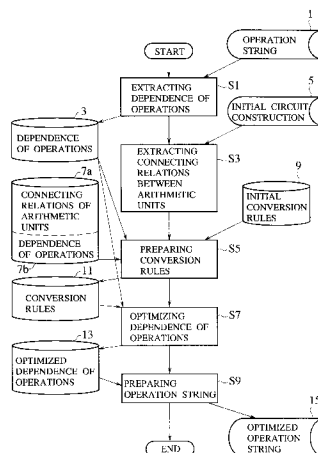 1
START
OPERATION
STRING
S1
EXTRACTING
DEPENDENCE OF
OPERATIONS
5
INITIAL CIRCUIT
CONSTRUCTION
3
DEPENDENCE
OF OPERATIONS
S3
EXTRACTING
CONNECTING
RELATIONS
BETWEEN
ARITHMETIC
UNITS
7a
CONNECTING
RELATIONS OF
ARITHMETIC
UNITS
DEPENDENCE
OF OPERATIONS
7b
9
INITIAL
CONVERSION
RULES
S5
PREPARING
CONVERSION
RULES
11
CONVERSION
RULES
S7
OPTIMIZING
DEPENDENCE OF
OPERATIONS
13
OPTIMIZED
DEPENDENCE OF
OPERATIONS
S9
PREPARING
OPERATION STRING
15
OPTIMIZED
OPERATION
STRING
END